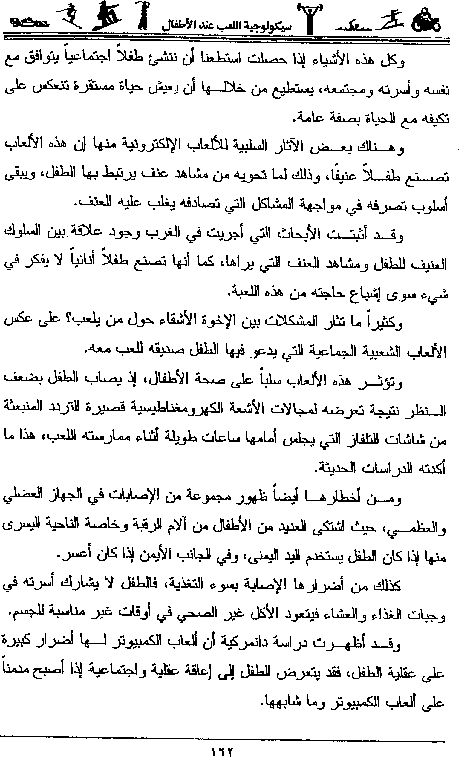 سيكولوجية اللعب عند الأطفال
وكل هذه الأشياء إذا حصلت استطعنا أن ننشئ طفلاً اجتماعياً يتوافق مع
نفسه وأسرته ومجتمعه، يستطيع من خلالها أن يعيش حياة مستقرة تنعكس على
تكيفه مع للحياة بصفة عامة.
وهناك بعض الآثار السلبية للألعاب الإلكترونية منها إن هذه الألعاب
تصنع طفلاً عنيفا، وذلك لما تحويه من مشاهد عنف يرتبط بها الطفل، ويبقى
أسلوب تصرفه في مواجهة المشاكل التي تصادفه يغلب عليه للعنف.
وقد أثبتت الأبحاث التي أجريت في الغرب وجود علاقة بين السلوك
العنيف للطفل ومشاهد العنف التي يراها، كما أنها تصنع طفلاً أنانياً لا يفكر في
شيء سوى إشباع حاجته من هذه اللعبة.
وكثيراً ما تثار المشكلات بين الإخوة الأشقاء حول من يلعب؟ على عكس
الألعاب الشعبية الجماعية التي يدعو فيها الطفل صديقه للعب معه.
وتؤثر هذه الألعاب سلباً على صحة الأطفال، إذ يصاب الطفل بضعف
النظر نتيجة تعرضه لمجالات الأشعة الكهرومغناطيسية قصيرة التردد المنبعثة
من شاشات التلفاز التي يجلس أمامها ساعات طويلة أثناء ممارسته اللعب، هذا ما
أكدته الدراسات الحديثة.
ومن أخطارها أيضاً ظهور مجموعة من الإصابات في الجهاز العضلي
والعظمي، حيث اشتكى العديد من الأطفال من آلام الرقبة وخاصة الناحية اليسرى
منها إذا كان الطفل يستخدم اليد اليمنى، وفي الجانب الأيمن إذا كان أعسر.
كذلك من أضرارها الإصابة بسوء التغذية، فالطفل لا يشارك أسرته في
وجبات الغذاء والعشاء فيتعود الأكل غير الصحي في أوقات غير مناسبة للجسم.
وقد أظهرت دراسة دانمركية أن ألعاب الكمبيوتر لها أضرار كبيرة
على عقلية الطفل، فقد يتعرض للطفل إلى إعاقة عقلية واجتماعية إذا أصبح مدمناً
على ألعاب الكمبيوتر وما شابهها.
١٦٢